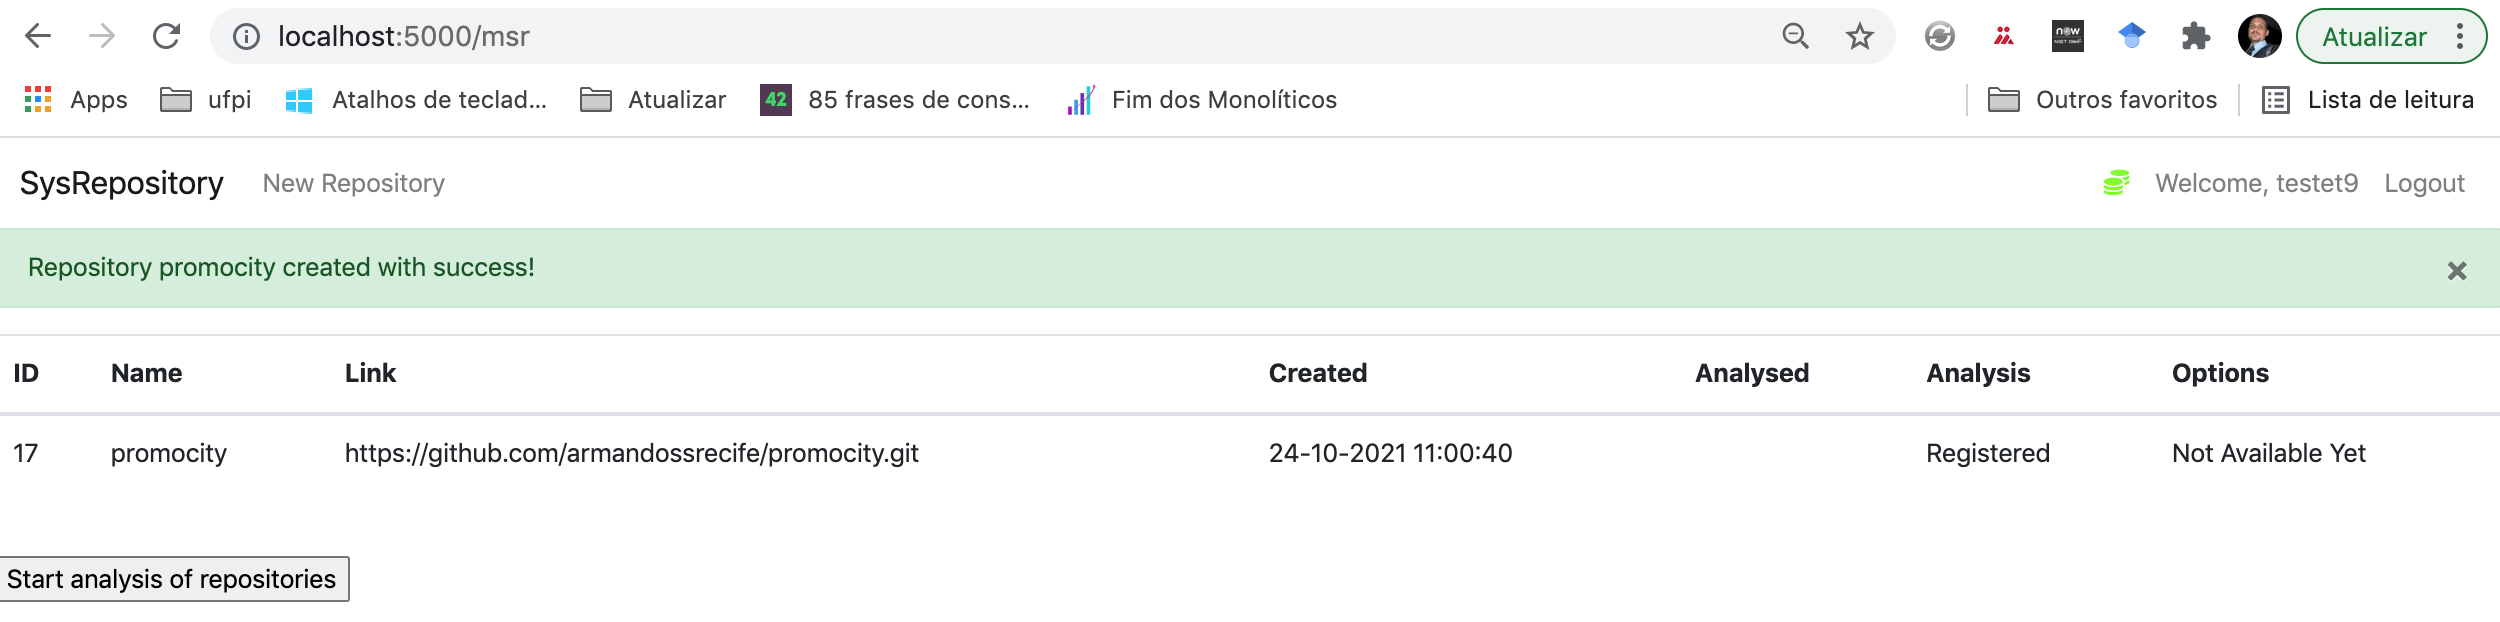 localhost:5000/msr
Atualizar
Apps ufpi Atalhos de teclad... Atualizar 42 85 frases de cons... Fim dos Monolíticos Outros favoritos Lista de leitura
SysRepository New Repository Welcome, testet9 Logout
Repository promocity created with success!
ID Name Link Created Analysed Analysis Options
17 promocity https://github.com/armandossrecife/promocity.git 24-10-2021 11:00:40 Registered Not Available Yet
Start analysis of repositories